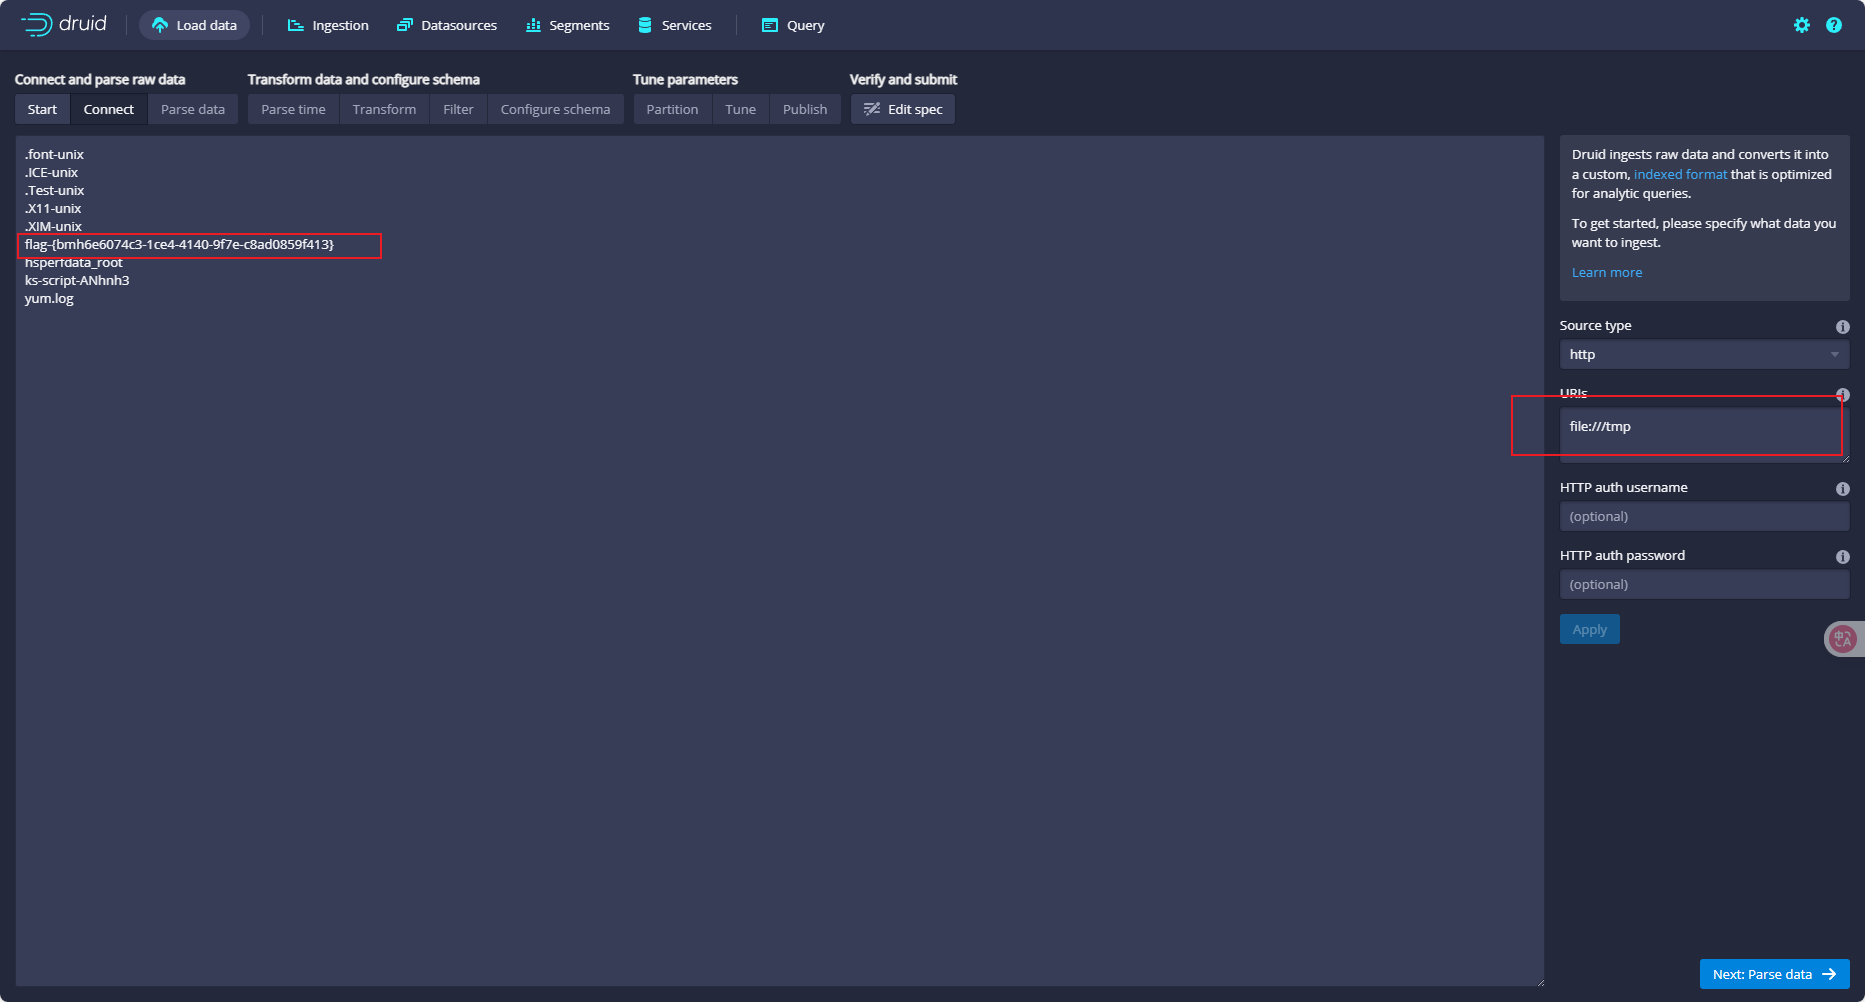 druid
Load data
Ingestion
Datasources
Segments
Services
Query
Connect and parse raw data
Transform data and configure schema
Tune parameters
Verify and submit
Start
Connect
Parse data
Parse time
Transform
Filter
Configure schema
Partition
Tune
Publish
Edit spec
.font-unix
.ICE-unix
.Test-unix
.X11-unix
.XIM-unix
flag-{bmh6e6074c3-1ce4-4140-9f7e-c8ad0859f413}
hsperfdata_root
ks-script-ANhnh3
yum.log
Druid ingests raw data and converts it into
a custom, indexed format that is optimized
for analytic queries.
To get started, please specify what data you
want to ingest.
Learn more
Source type
http
URIs
file:///tmp
HTTP auth username
(optional)
HTTP auth password
(optional)
Apply
中A
Next: Parse data